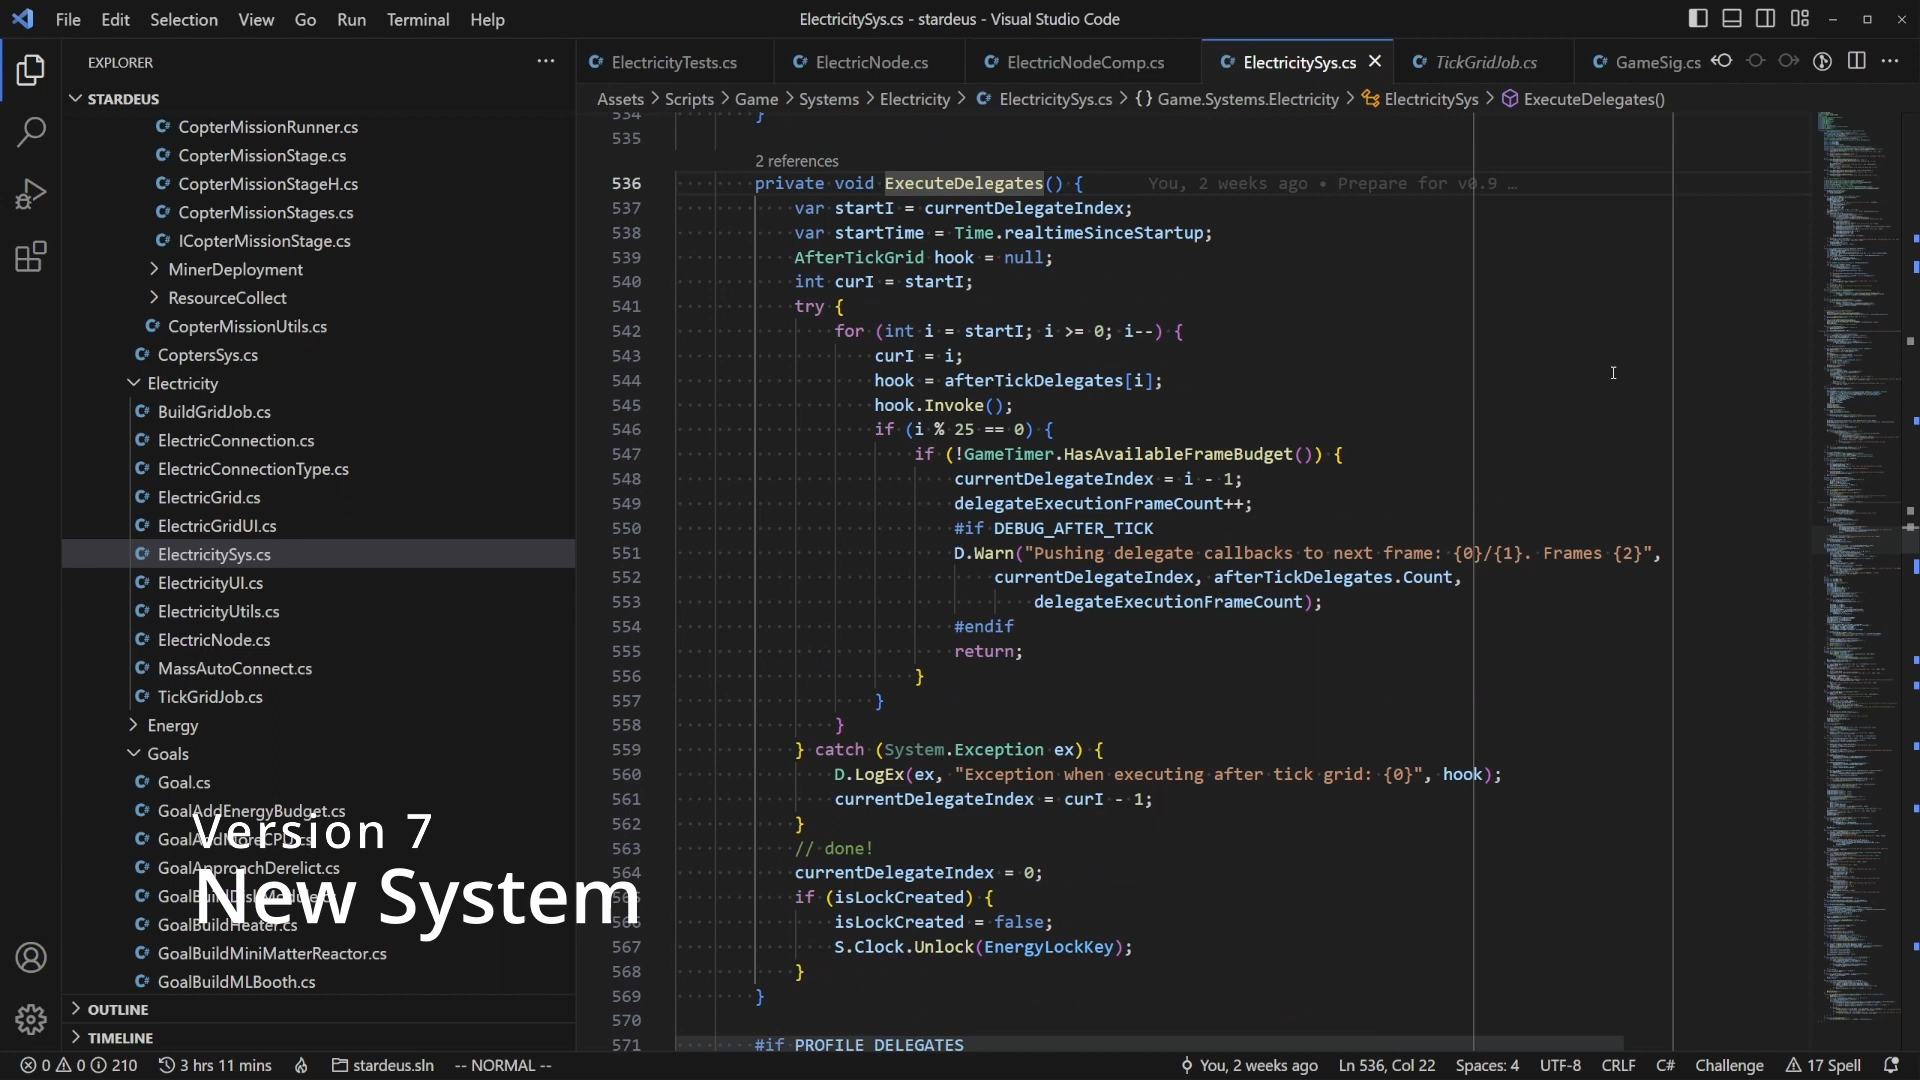 File Edit Selection View Go Run Terminal Help
ElectricitySys.cs - stardeus - Visual Studio Code
EXPLORER
STARDEUS
CopterMissionRunner.cs
CopterMissionStage.cs
CopterMissionStageH.cs
CopterMissionStages.cs
ICopterMissionStage.cs
MinerDeployment
ResourceCollect
CopterMissionUtils.cs
CoptersSys.cs
Electricity
BuildGridJob.cs
ElectricConnection.cs
ElectricConnectionType.cs
ElectricGrid.cs
ElectricGridUI.cs
ElectricitySys.cs
ElectricityUI.cs
ElectricityUtils.cs
ElectricNode.cs
MassAutoConnect.cs
TickGridJob.cs
Energy
Goals
Goal.cs
GoalAddEnergyBudget.cs
GoalAddMoreCPU.cs
GoalApproachDerelict.cs
GoalBuildDiskModule.cs
GoalBuildHeater.cs
GoalBuildMiniMatterReactor.cs
GoalBuildMLBooth.cs
OUTLINE
TIMELINE
Version 7
New System
ElectricityTests.cs ElectricNode.cs ElectricNodeComp.cs ElectricitySys.cs TickGridJob.cs GameSig.cs
Assets > Scripts > Game > Systems > Electricity > ElectricitySys.cs > {} Game.Systems.Electricity > ElectricitySys > ExecuteDelegates()
534 }
535
2 references
536 private void ExecuteDelegates() { You, 2 weeks ago • Prepare for v0.9 …
537 var startI = currentDelegateIndex;
538 var startTime = Time.realtimeSinceStartup;
539 AfterTickGrid hook = null;
540 int curI = startI;
541 try {
542 for (int i = startI; i >= 0; i--) {
543 curI = i;
544 hook = afterTickDelegates[i];
545 hook.Invoke();
546 if (i % 25 == 0) {
547 if (!GameTimer.HasAvailableFrameBudget()) {
548 currentDelegateIndex = i - 1;
549 delegateExecutionFrameCount++;
550 #if DEBUG_AFTER_TICK
551 D.Warn("Pushing delegate callbacks to next frame: {0}/{1}. Frames {2}",
552 currentDelegateIndex, afterTickDelegates.Count,
553 delegateExecutionFrameCount);
554 #endif
555 return;
556 }
557 }
558 }
559 } catch (System.Exception ex) {
560 D.LogEx(ex, "Exception when executing after tick grid: {0}", hook);
561 currentDelegateIndex = curI - 1;
562 }
563 // done!
564 currentDelegateIndex = 0;
565 if (isLockCreated) {
566 isLockCreated = false;
567 S.Clock.Unlock(EnergyLockKey);
568 }
569 }
570
571 #if PROFILE_DELEGATES
0 0 210 3 hrs 11 mins stardeus.sln -- NORMAL -- You, 2 weeks ago Ln 536, Col 22 Spaces: 4 UTF-8 CRLF C# Challenge 17 Spell